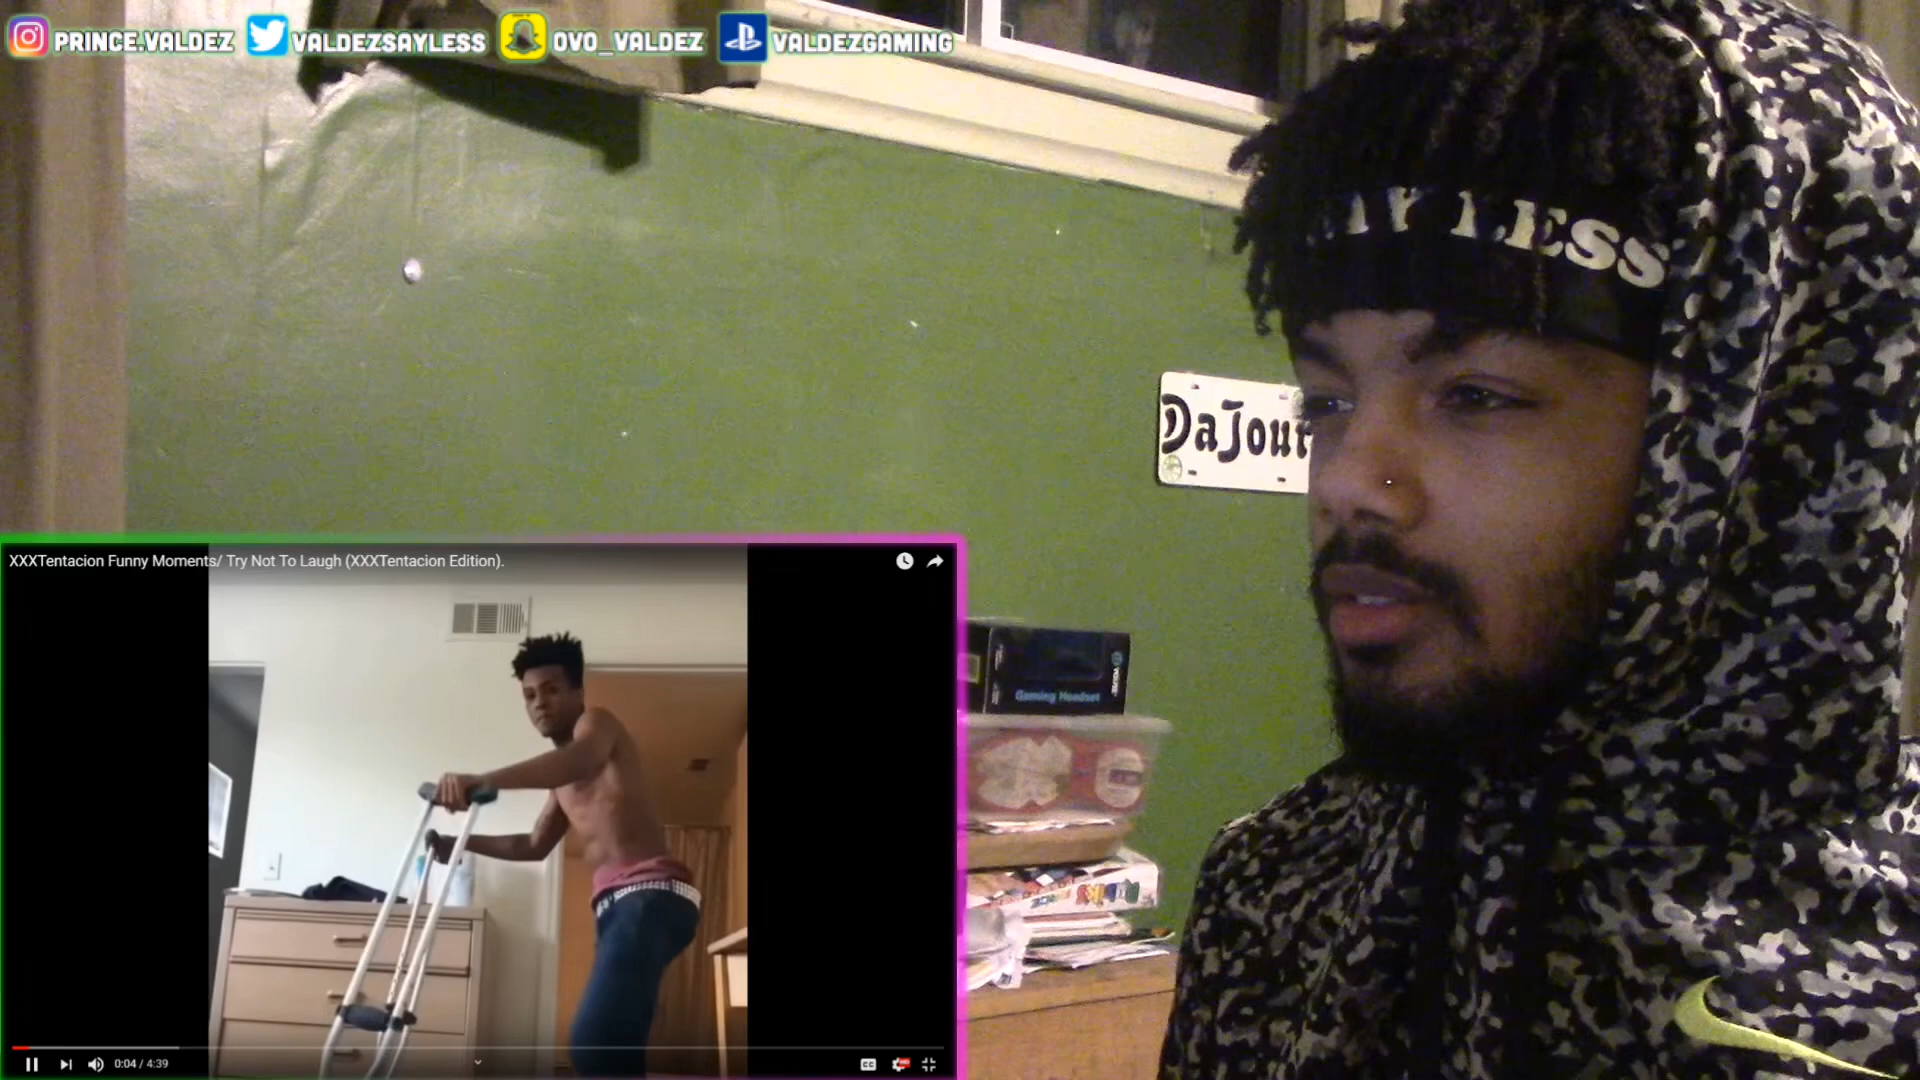 PRINCE.VALDEZ VALDEZSAYLESS OVO_VALDEZ VALDEZGAMING
LESS
DaJour
XXXTentacion Funny Moments/ Try Not To Laugh (XXXTentacion Edition).
Gaming Headset
0:04 / 4:39